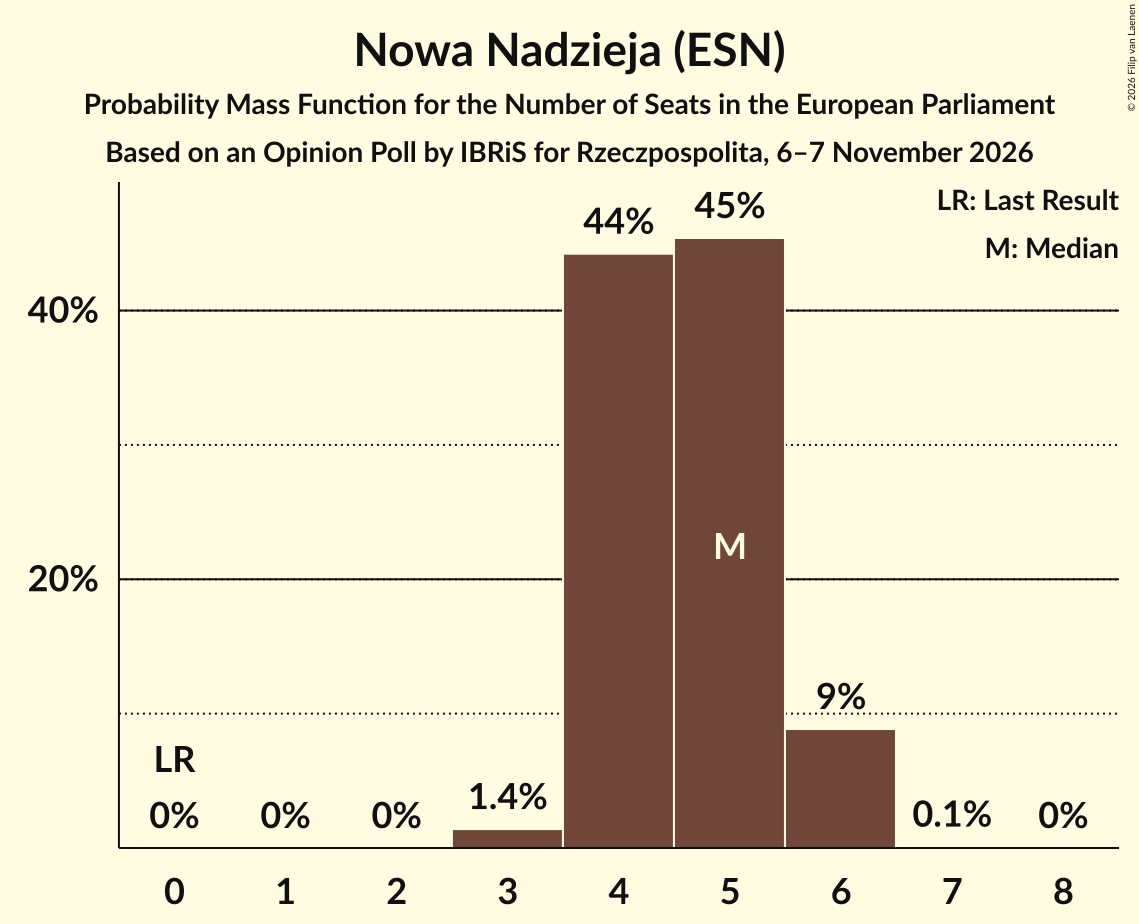 Nowa Nadzieja (ESN)
Probability Mass Function for the Number of Seats in the European Parliament
Based on an Opinion Poll by IBRiS for Rzeczpospolita, 6–7 November 2026
© 2026 Filip van Laenen
LR: Last Result
M: Median
45%
44%
40%
M
20%
9%
LR
1.4%
0% 0% 0% 0.1% 0%
0 1 2 3 4 5 6 7 8